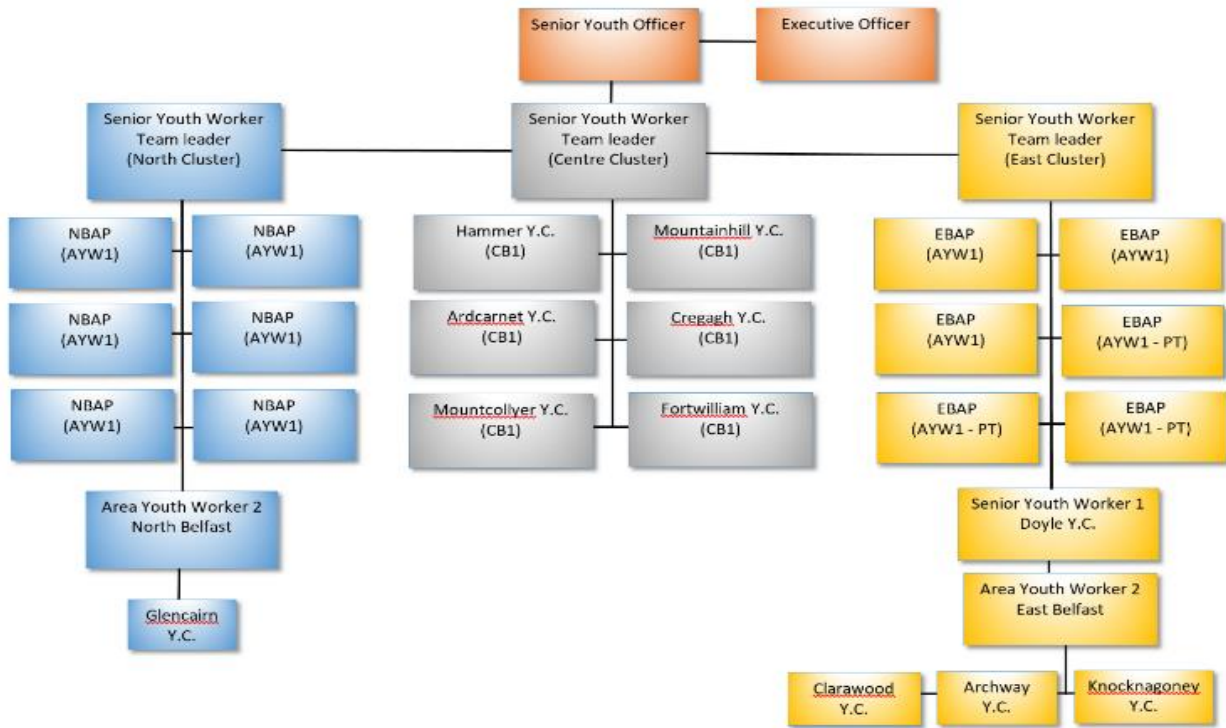 Senior Youth Officer
Executive Officer
Senior Youth Worker
Team leader
(North Cluster)
Senior Youth Worker
Team leader
(Centre Cluster)
Senior Youth Worker
Team leader
(East Cluster)
NBAP
(AYW1)
NBAP
(AYW1)
Hammer Y.C.
(CB1)
Mountainhill Y.C.
(CB1)
EBAP
(AYW1)
EBAP
(AYW1)
NBAP
(AYW1)
NBAP
(AYW1)
Ardcarnet Y.C.
(CB1)
Cregagh Y.C.
(CB1)
EBAP
(AYW1)
EBAP
(AYW1 - PT)
NBAP
(AYW1)
NBAP
(AYW1)
Mountcollyer Y.C.
(CB1)
Fortwilliam Y.C.
(CB1)
EBAP
(AYW1 - PT)
EBAP
(AYW1 - PT)
Area Youth Worker 2
North Belfast
Senior Youth Worker 1
Doyle Y.C.
Glencairn
Y.C.
Area Youth Worker 2
East Belfast
Clarawood
Y.C.
Archway
Y.C.
Knocknagoney
Y.C.